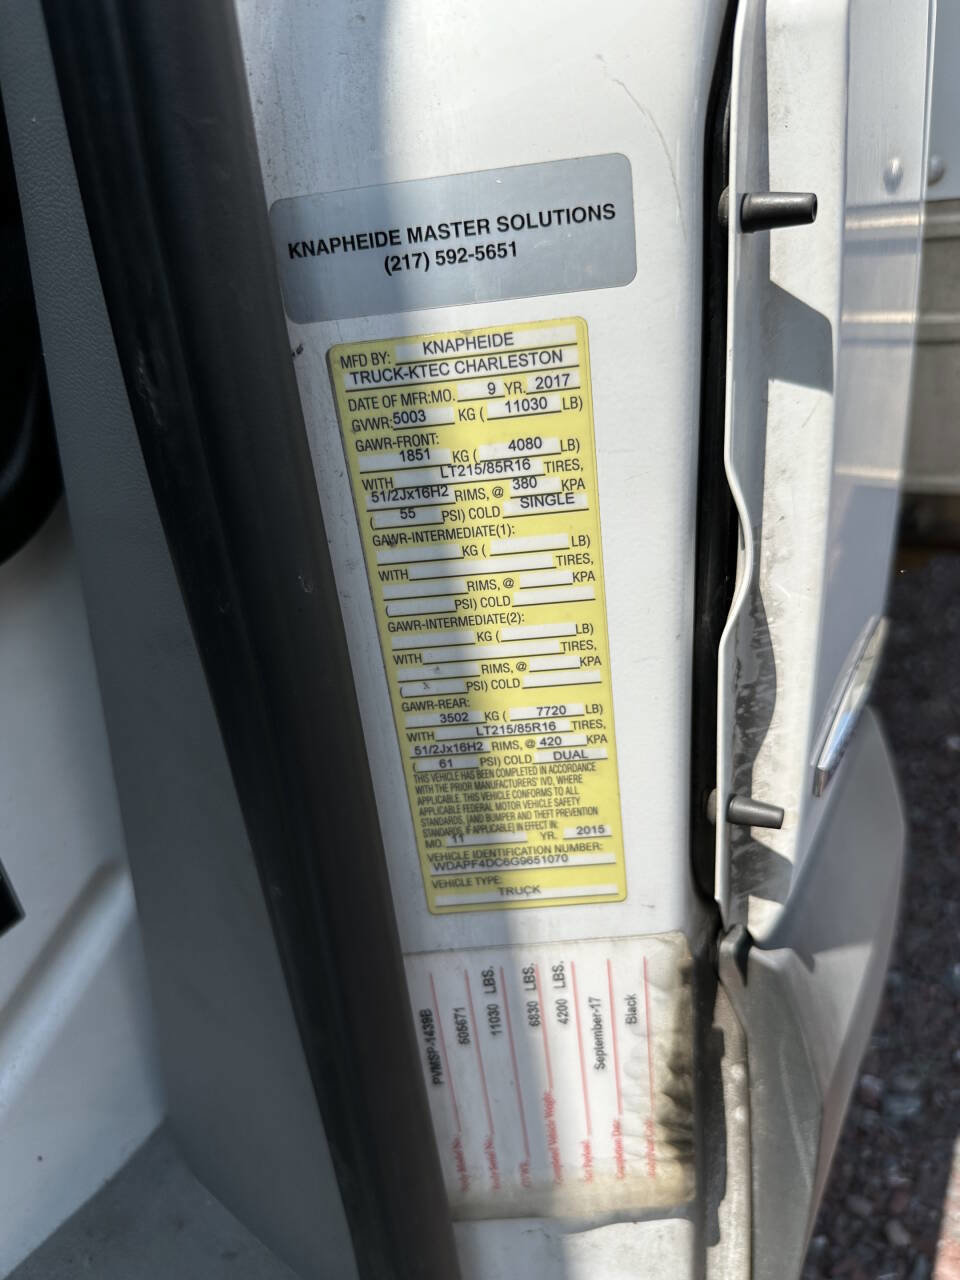 KNAPHEIDE MASTER SOLUTIONS
(217) 592-5651
MFD BY: KNAPHEIDE
TRUCK-KTEC CHARLESTON
DATE OF MFR:MO. 9 YR. 2017
GVWR:5003 KG ( 11030 LB)
GAWR-FRONT:
1851 KG ( 4080 LB)
WITH LT215/85R16 TIRES,
51/2Jx16H2 RIMS, @ 380 KPA
( 55 PSI) COLD SINGLE
GAWR-INTERMEDIATE(1):
KG ( LB)
WITH TIRES,
RIMS, @ KPA
( PSI) COLD
GAWR-INTERMEDIATE(2):
KG ( LB)
WITH TIRES,
RIMS, @ KPA
( PSI) COLD
GAWR-REAR:
3502 KG ( 7720 LB)
WITH LT215/85R16 TIRES,
51/2Jx16H2 RIMS, @ 420 KPA
( 61 PSI) COLD DUAL
THIS VEHICLE HAS BEEN COMPLETED IN ACCORDANCE
WITH THE PRIOR MANUFACTURERS' IVD, WHERE
APPLICABLE. THIS VEHICLE CONFORMS TO ALL
APPLICABLE FEDERAL MOTOR VEHICLE SAFETY
STANDARDS, [AND BUMPER AND THEFT PREVENTION
STANDARDS, IF APPLICABLE] IN EFFECT IN:
MO. 11 YR. 2015
VEHICLE IDENTIFICATION NUMBER:
WDAPF4DC6G9651070
VEHICLE TYPE:
TRUCK
PVMSP-1439B
505671
11030 LBS.
6830 LBS.
Completed Vehicle Weight:
4200 LBS.
September-17
Completion Date:
Black